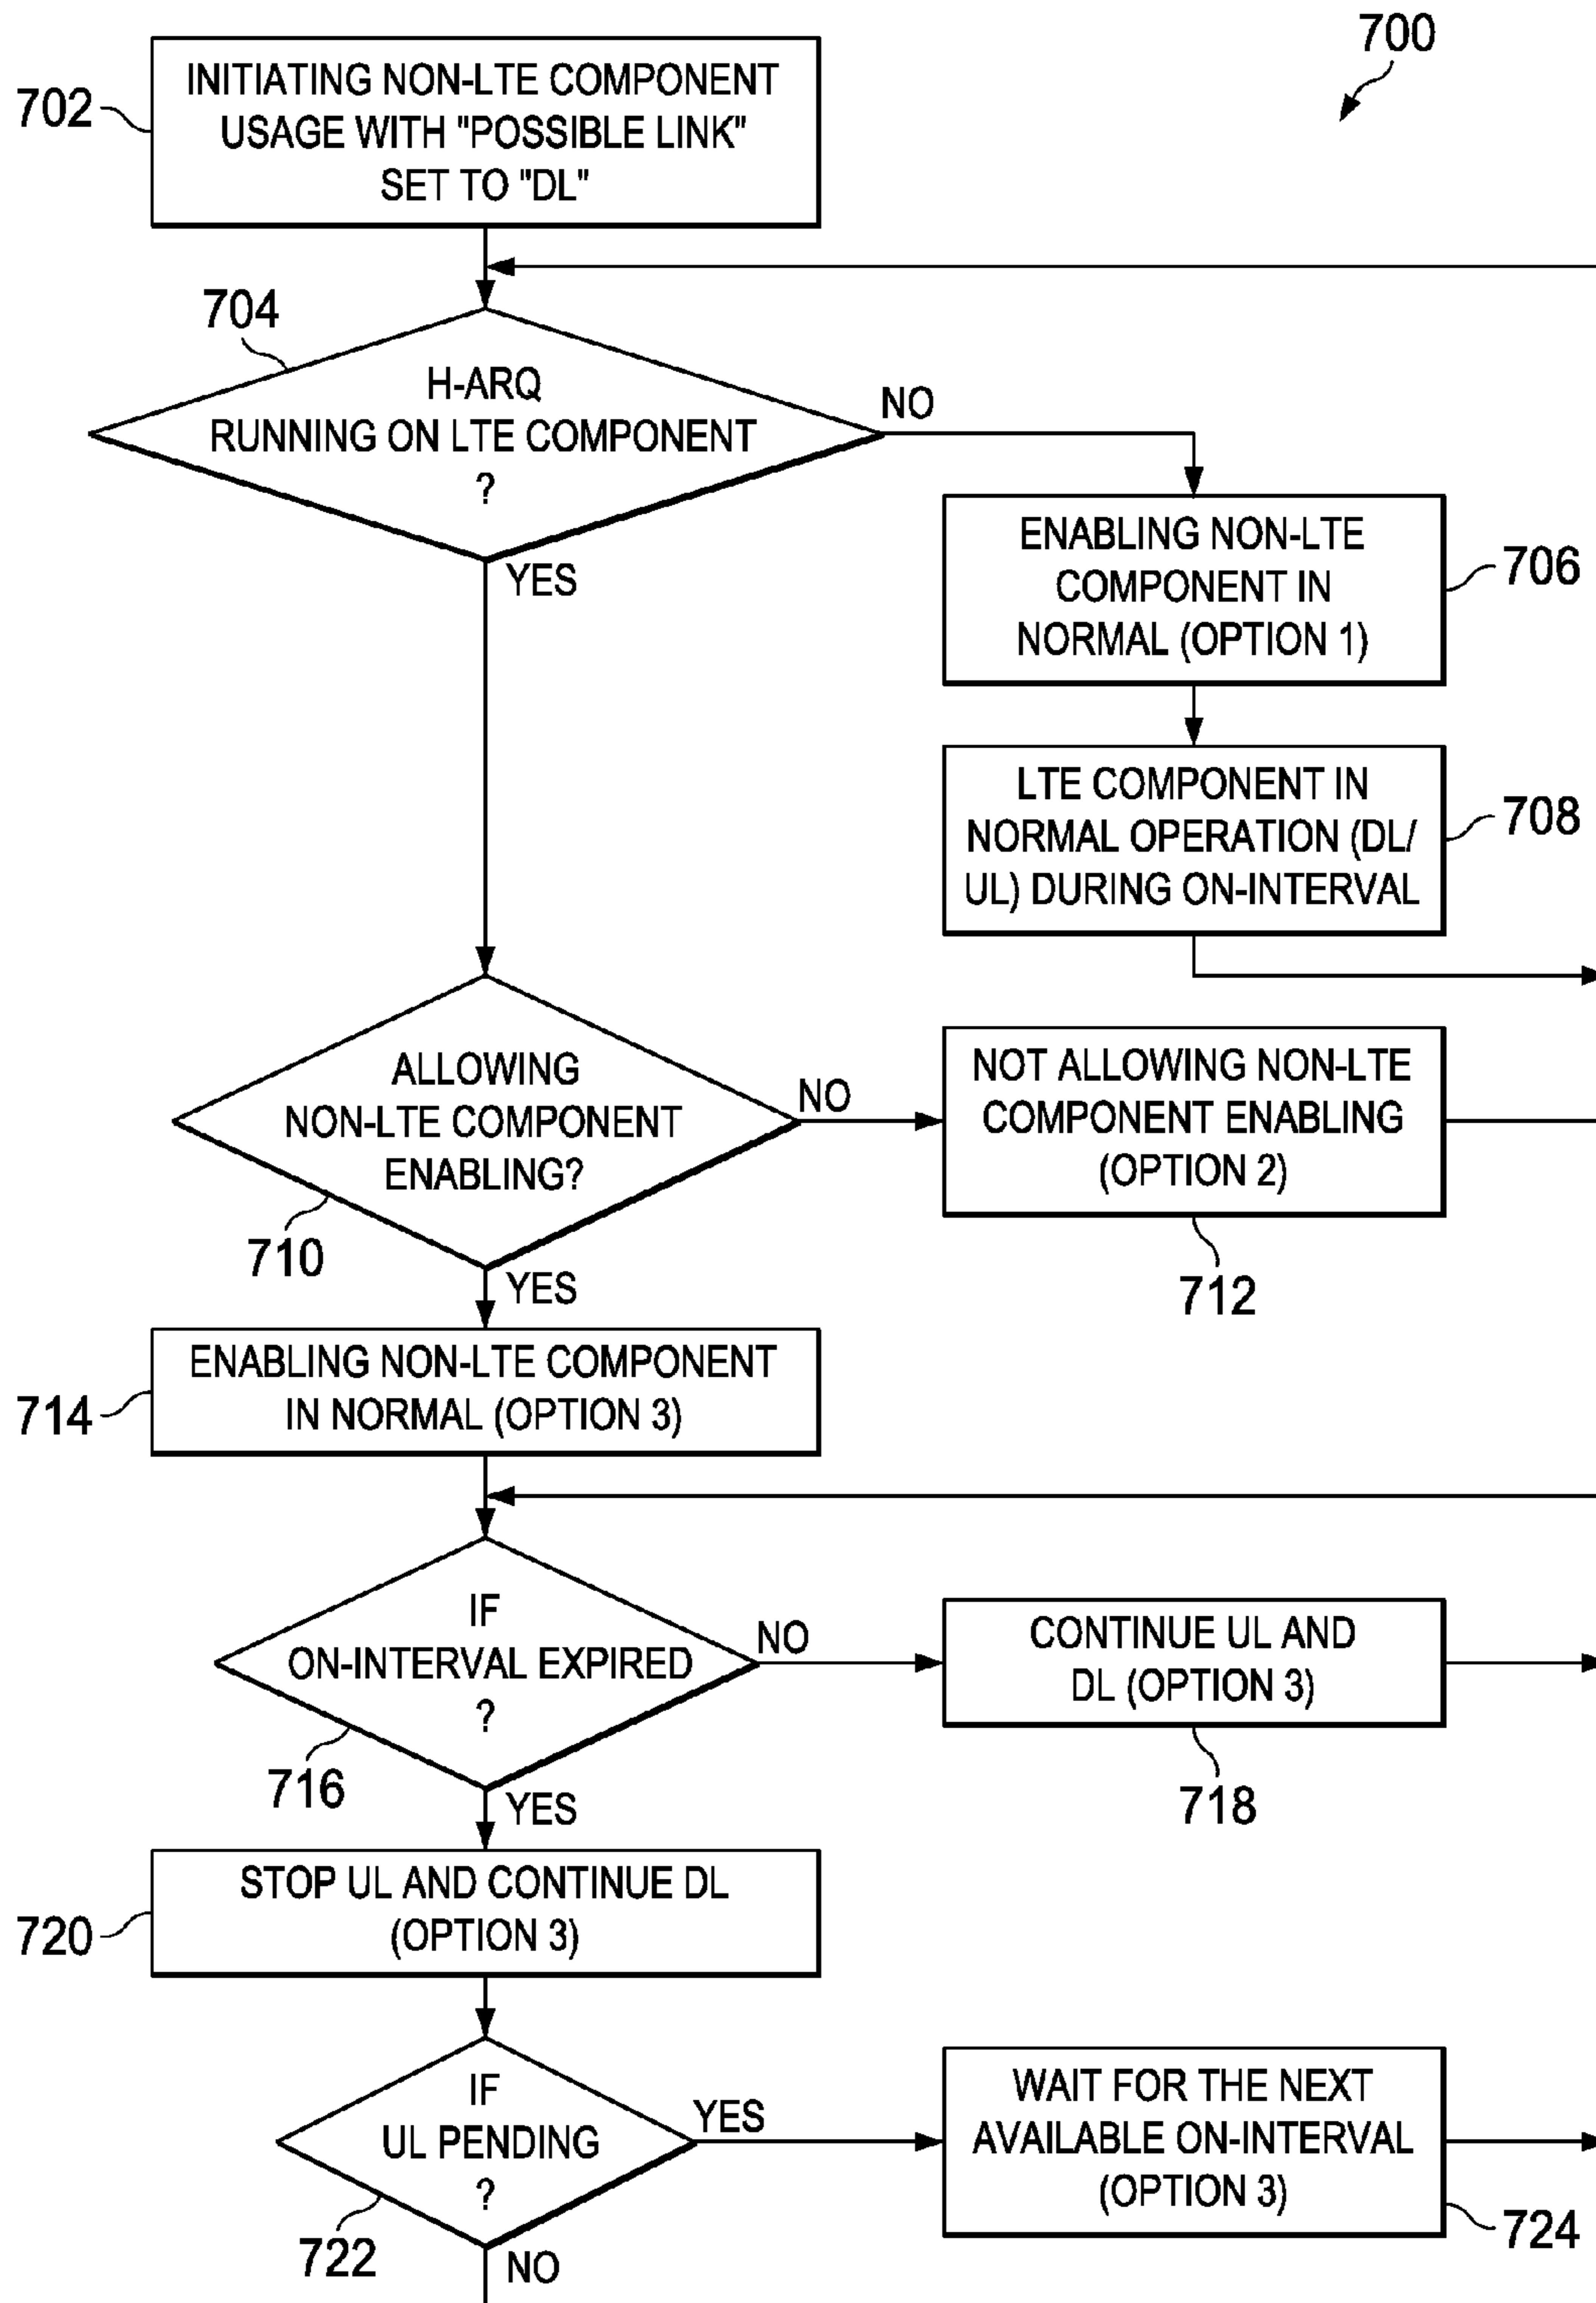 700
702
INITIATING NON-LTE COMPONENT
USAGE WITH "POSSIBLE LINK"
SET TO "DL"
704
H-ARQ
RUNNING ON LTE COMPONENT
?
NO
YES
ENABLING NON-LTE
COMPONENT IN
NORMAL (OPTION 1)
706
LTE COMPONENT IN
NORMAL OPERATION (DL/
UL) DURING ON-INTERVAL
708
ALLOWING
NON-LTE COMPONENT
ENABLING?
710
NO
YES
NOT ALLOWING NON-LTE
COMPONENT ENABLING
(OPTION 2)
712
714
ENABLING NON-LTE COMPONENT
IN NORMAL (OPTION 3)
IF
ON-INTERVAL EXPIRED
?
716
NO
YES
CONTINUE UL AND
DL (OPTION 3)
718
720
STOP UL AND CONTINUE DL
(OPTION 3)
IF
UL PENDING
?
722
YES
NO
WAIT FOR THE NEXT
AVAILABLE ON-INTERVAL
(OPTION 3)
724